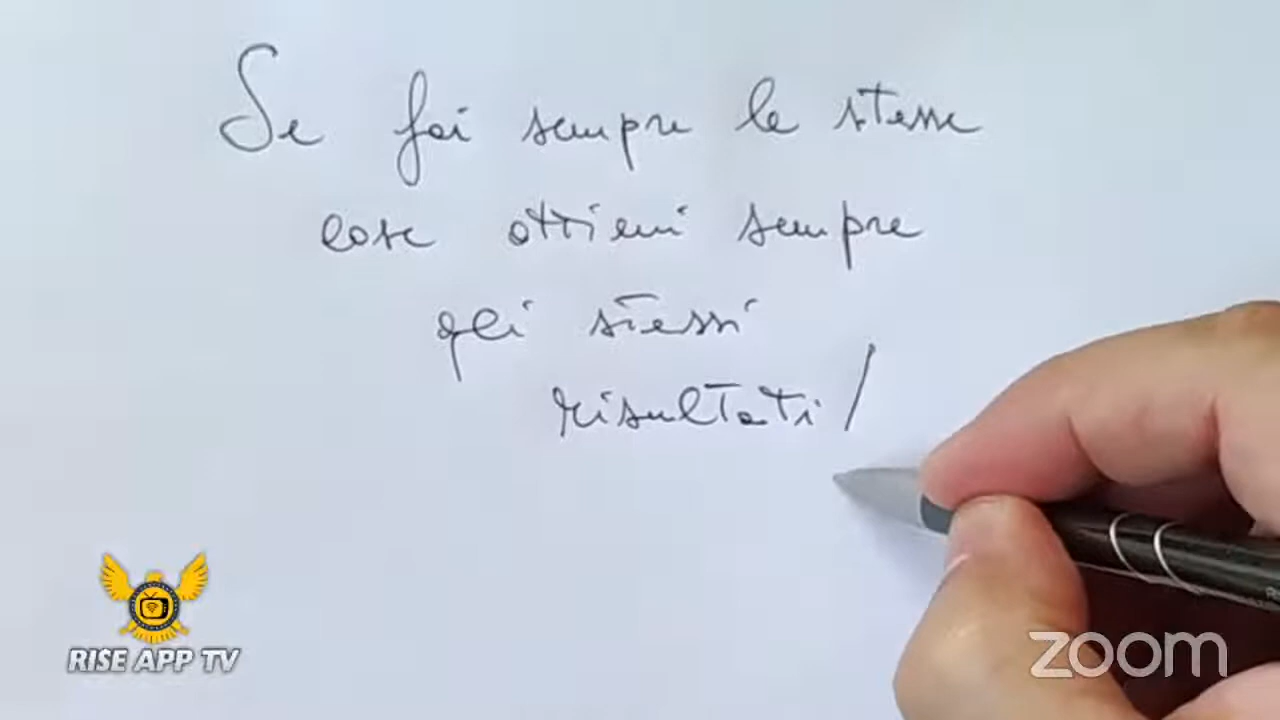 Se fai sempre le stesse
cose ottieni sempre
gli stessi
risultati!
RISE APP TV
zoom